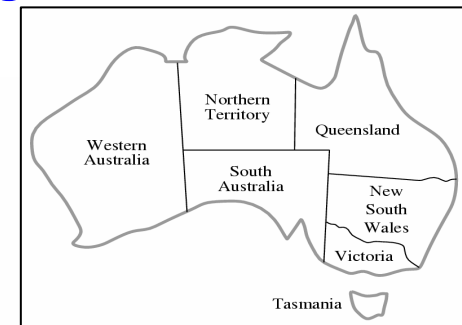 Northern
Territory
Western
Australia
Queensland
South
Australia
New
South
Wales
Victoria
Tasmania